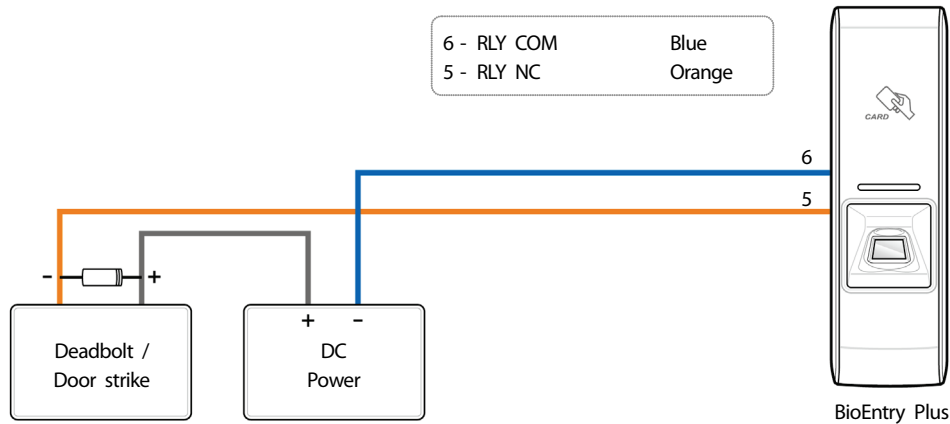 6 - RLY COM Blue
5 - RLY NC Orange
CARD
6
5
- +
+ -
Deadbolt /
Door strike
DC
Power
BioEntry Plus